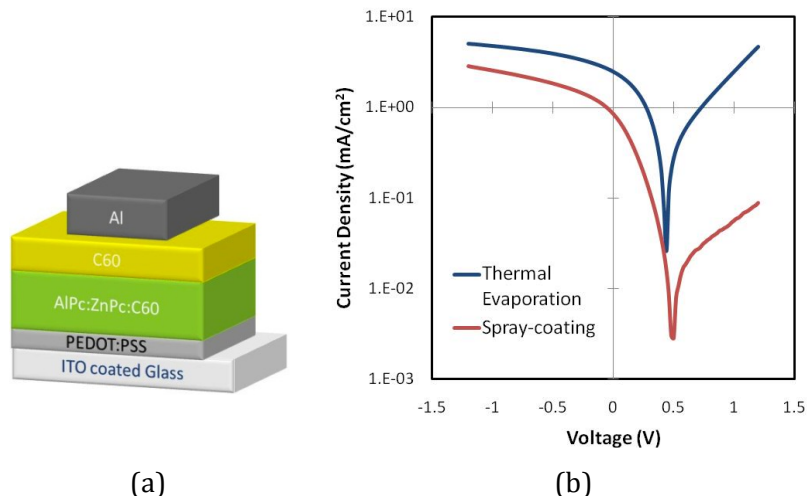 Al
C60
AlPc:ZnPc:C60
PEDOT:PSS
ITO coated Glass
(a)
Current Density (mA/cm²)
1.E+01
1.E+00
1.E-01
1.E-02
1.E-03
Thermal
Evaporation
Spray-coating
-1.5 -1 -0.5 0 0.5 1 1.5
Voltage (V)
(b)